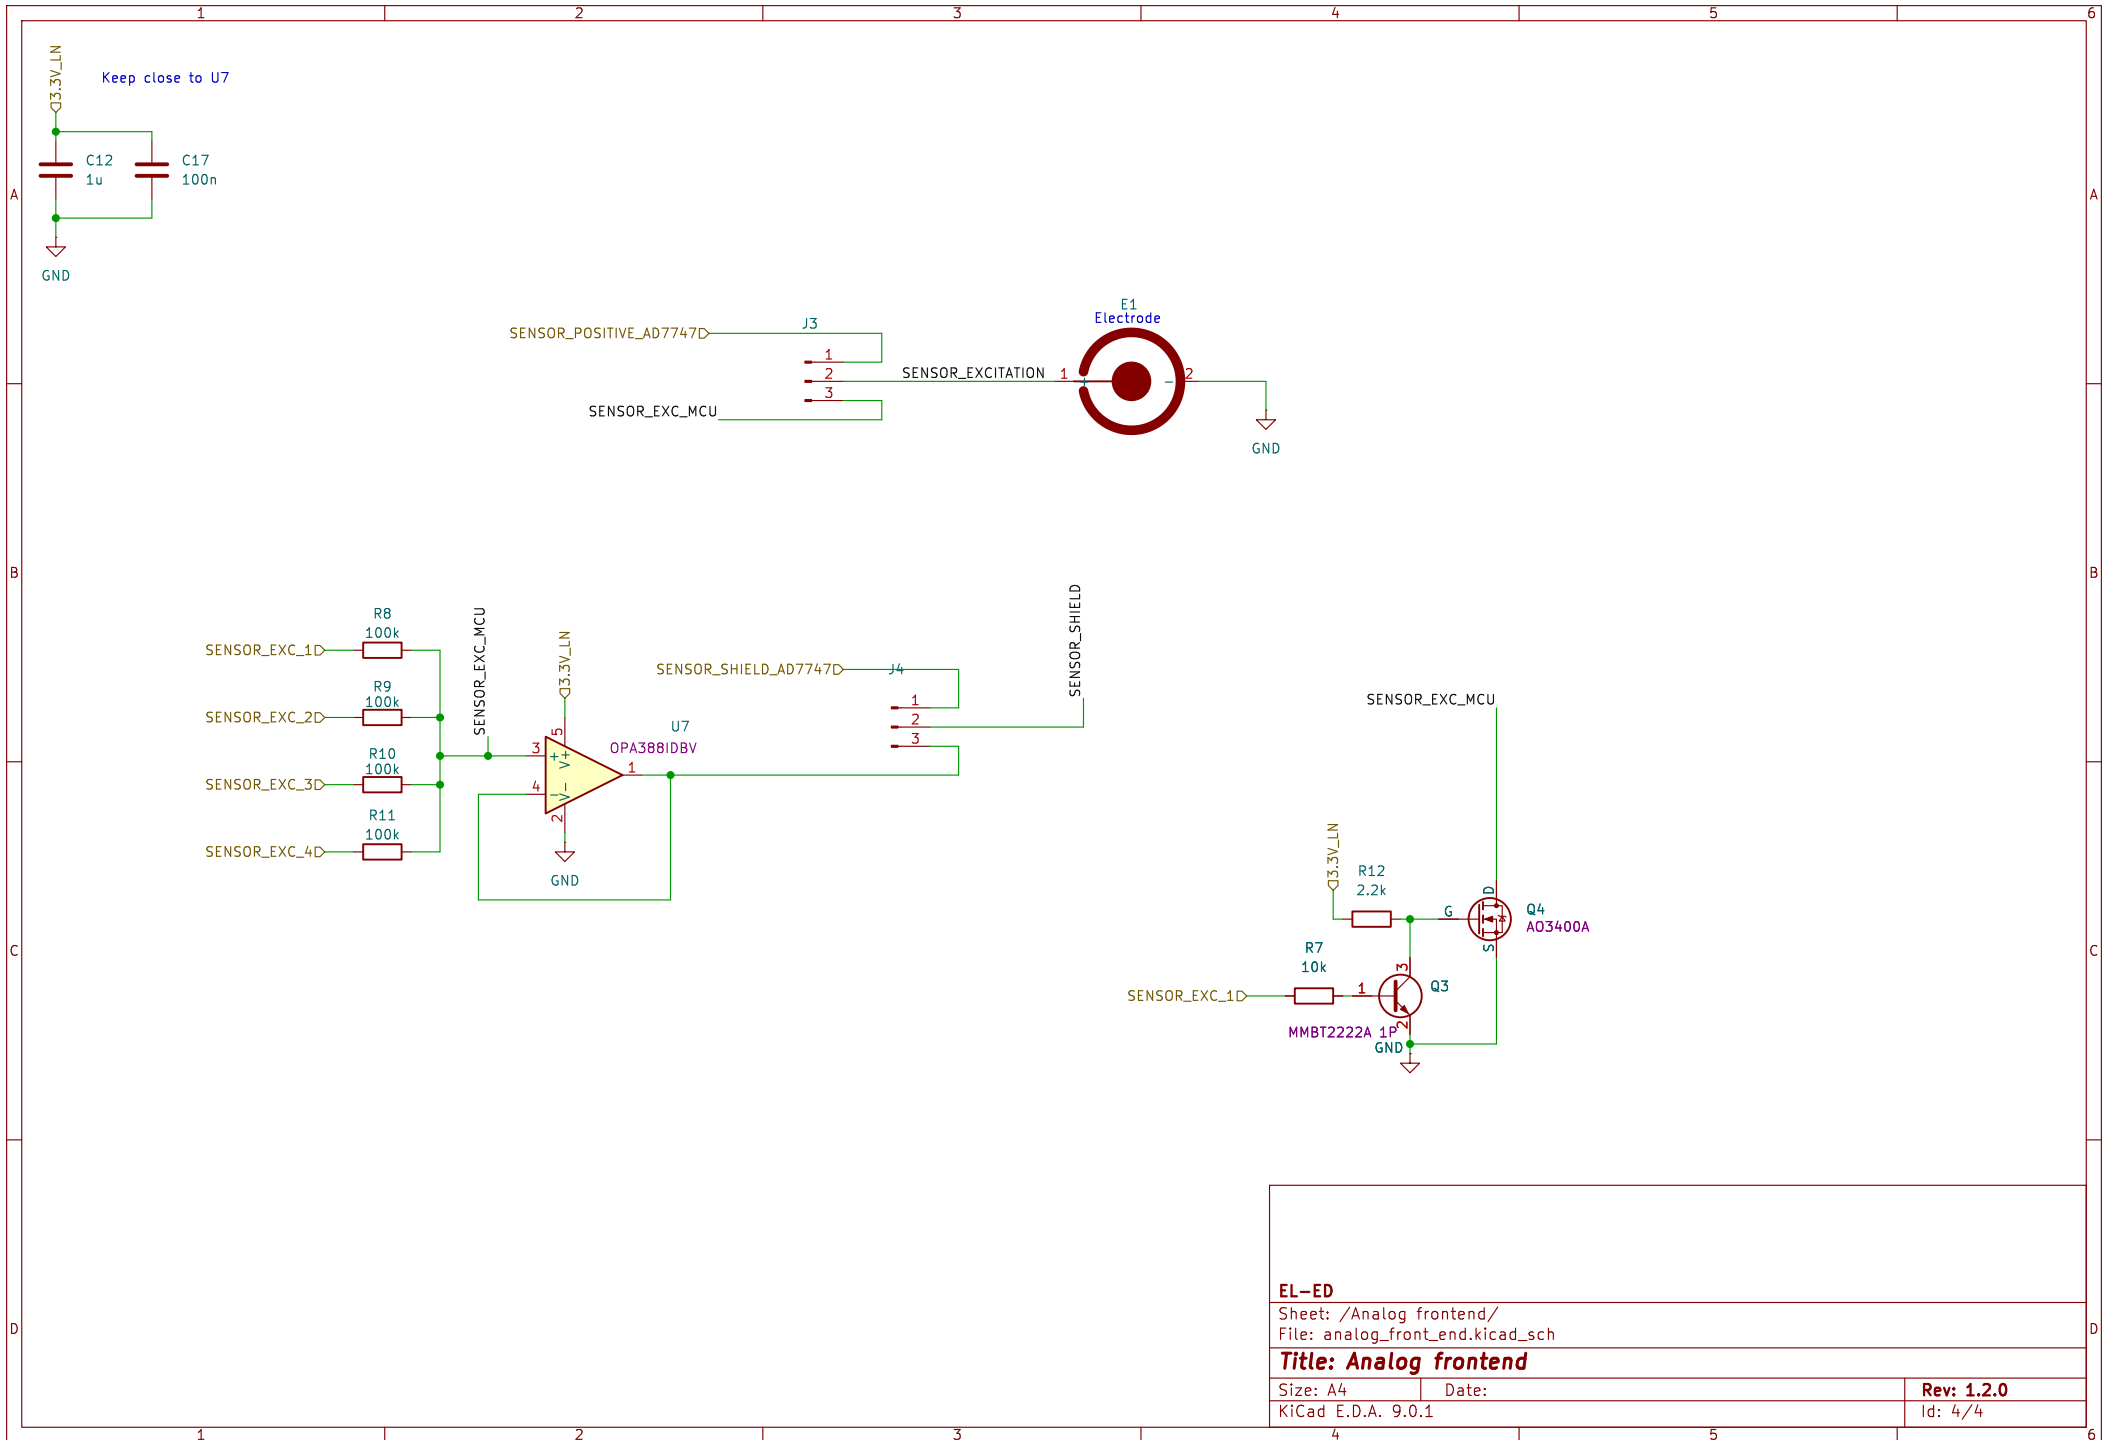 1 2 3 4 5 6
3.3V_LN
Keep close to U7
C12
1u
C17
100n
A A
GND
E1
Electrode
SENSOR_POSITIVE_AD7747
J3
1
2
3
SENSOR_EXCITATION
1 + - 2
SENSOR_EXC_MCU
GND
B B
R8
100k
SENSOR_EXC_1
R9
100k
SENSOR_EXC_2
R10
100k
SENSOR_EXC_3
R11
100k
SENSOR_EXC_4
SENSOR_EXC_MCU
3.3V_LN
SENSOR_SHIELD_AD7747
J4
SENSOR_SHIELD
1
2
3
U7
OPA388IDBV
3 + V+ 5
1
4 - V- 2
GND
SENSOR_EXC_MCU
3.3V_LN
R12
2.2k
G D S
Q4
AO3400A
C C
R7
10k
SENSOR_EXC_1
1
3
2
Q3
MMBT2222A 1P
GND
D D
EL-ED
Sheet: /Analog frontend/
File: analog_front_end.kicad_sch
Title: Analog frontend
Size: A4 Date: Rev: 1.2.0
KiCad E.D.A. 9.0.1 Id: 4/4
1 2 3 4 5 6